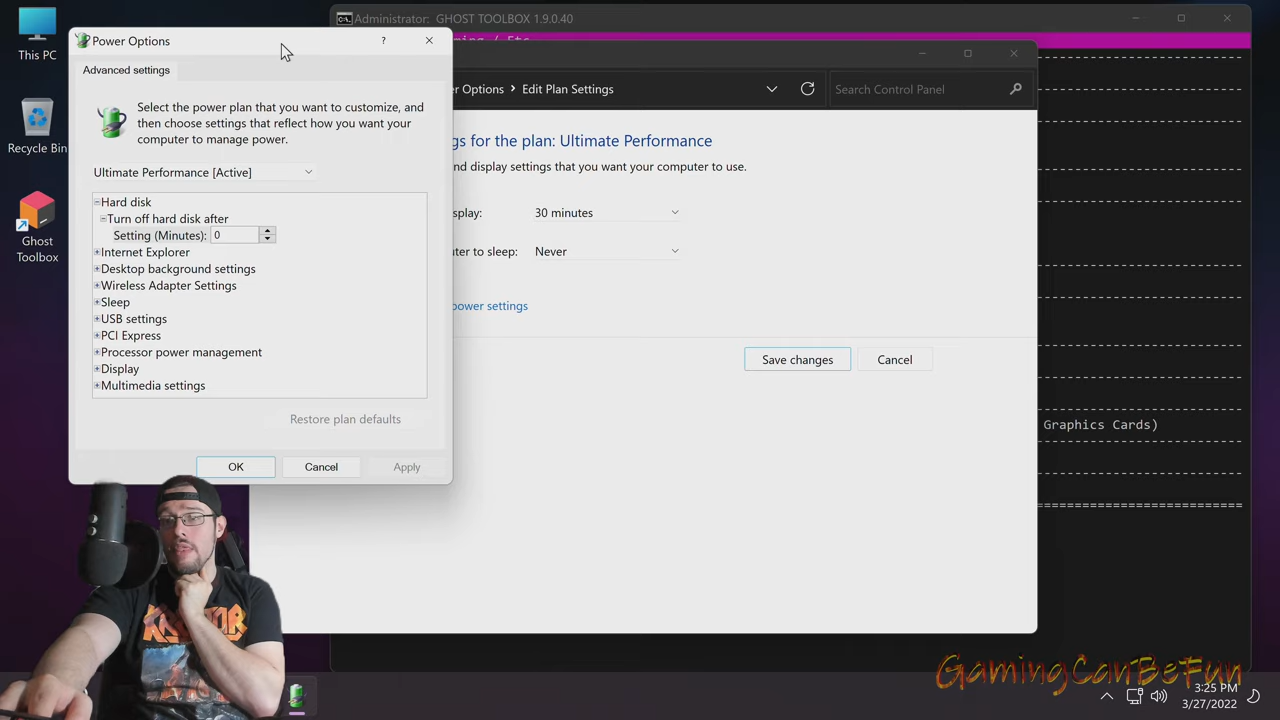 This PC
Recycle Bin
Ghost
Toolbox
Administrator: GHOST TOOLBOX 1.9.0.40
Power Options
?
Advanced settings
Select the power plan that you want to customize, and
then choose settings that reflect how you want your
computer to manage power.
Ultimate Performance [Active]
Hard disk
Turn off hard disk after
Setting (Minutes): 0
Internet Explorer
Desktop background settings
Wireless Adapter Settings
Sleep
USB settings
PCI Express
Processor power management
Display
Multimedia settings
Restore plan defaults
OK
Cancel
Apply
er Options > Edit Plan Settings
Search Control Panel
gs for the plan: Ultimate Performance
nd display settings that you want your computer to use.
splay: 30 minutes
uter to sleep: Never
power settings
Save changes
Cancel
Graphics Cards)
KREATOR
GamingCanBeFun
3:25 PM
3/27/2022